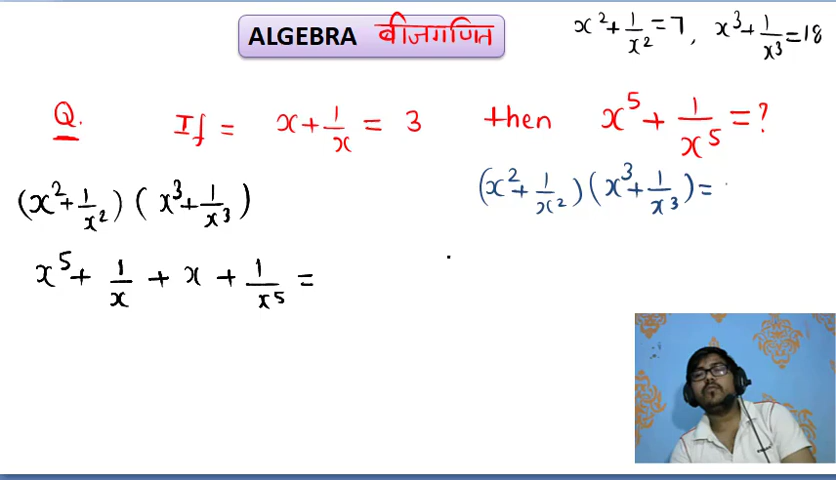 ALGEBRA बीजगणित
x² + 1/x² = 7, x³ + 1/x³ = 18
Q. If = x + 1/x = 3 then x⁵ + 1/x⁵ = ?
(x² + 1/x²) (x³ + 1/x³)
(x² + 1/x²) (x³ + 1/x³) =
x⁵ + 1/x + x + 1/x⁵ =